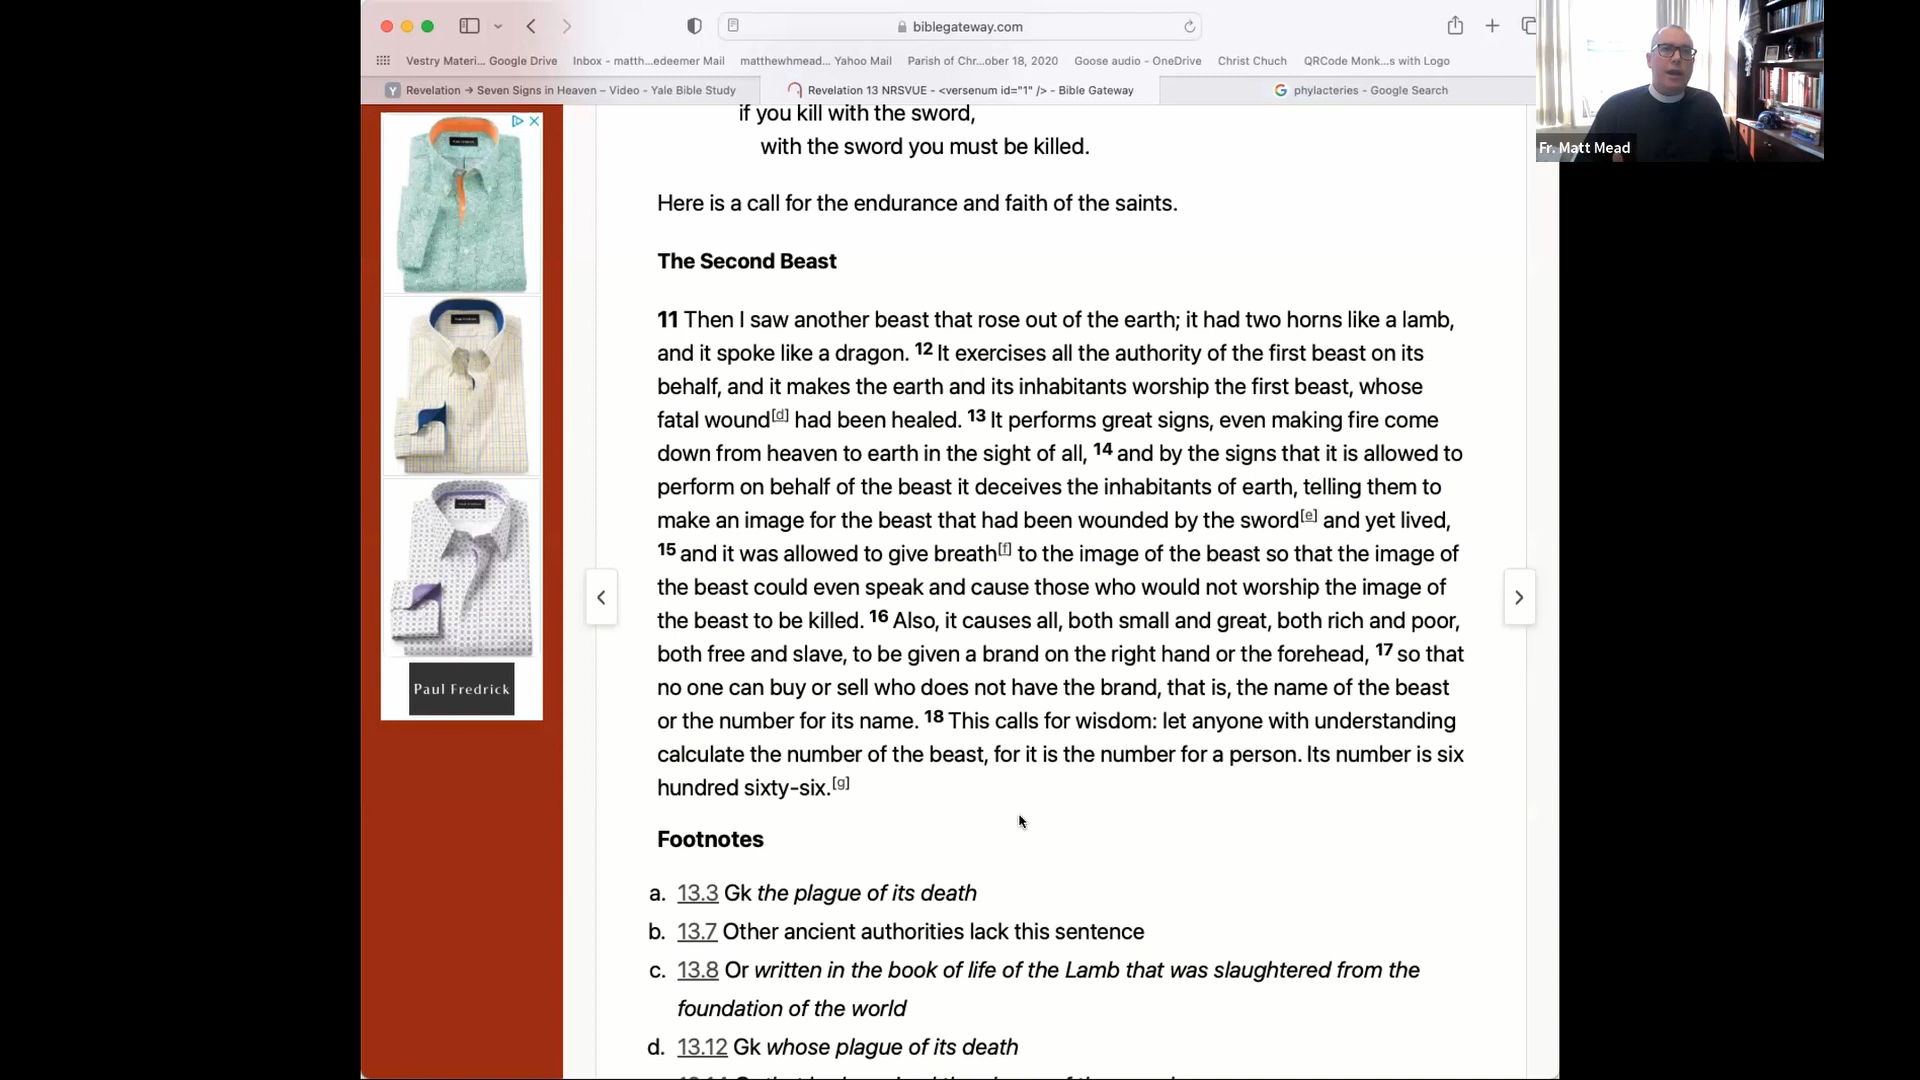 biblegateway.com
Vestry Materi... Google Drive Inbox - matth...edeemer Mail matthewhmead... Yahoo Mail Parish of Chr...ober 18, 2020 Goose audio - OneDrive Christ Chuch QRCode Monk...s with Logo
Y Revelation → Seven Signs in Heaven – Video - Yale Bible Study Revelation 13 NRSVUE - <versenum id="1" /> - Bible Gateway G phylacteries - Google Search
if you kill with the sword,
with the sword you must be killed.
Fr. Matt Mead
Here is a call for the endurance and faith of the saints.
The Second Beast
11 Then I saw another beast that rose out of the earth; it had two horns like a lamb,
and it spoke like a dragon. 12 It exercises all the authority of the first beast on its
behalf, and it makes the earth and its inhabitants worship the first beast, whose
fatal wound[d] had been healed. 13 It performs great signs, even making fire come
down from heaven to earth in the sight of all, 14 and by the signs that it is allowed to
perform on behalf of the beast it deceives the inhabitants of earth, telling them to
make an image for the beast that had been wounded by the sword[e] and yet lived,
15 and it was allowed to give breath[f] to the image of the beast so that the image of
the beast could even speak and cause those who would not worship the image of
the beast to be killed. 16 Also, it causes all, both small and great, both rich and poor,
both free and slave, to be given a brand on the right hand or the forehead, 17 so that
no one can buy or sell who does not have the brand, that is, the name of the beast
or the number for its name. 18 This calls for wisdom: let anyone with understanding
calculate the number of the beast, for it is the number for a person. Its number is six
hundred sixty-six.[g]
Paul Fredrick
Footnotes
a. 13.3 Gk the plague of its death
b. 13.7 Other ancient authorities lack this sentence
c. 13.8 Or written in the book of life of the Lamb that was slaughtered from the
foundation of the world
d. 13.12 Gk whose plague of its death